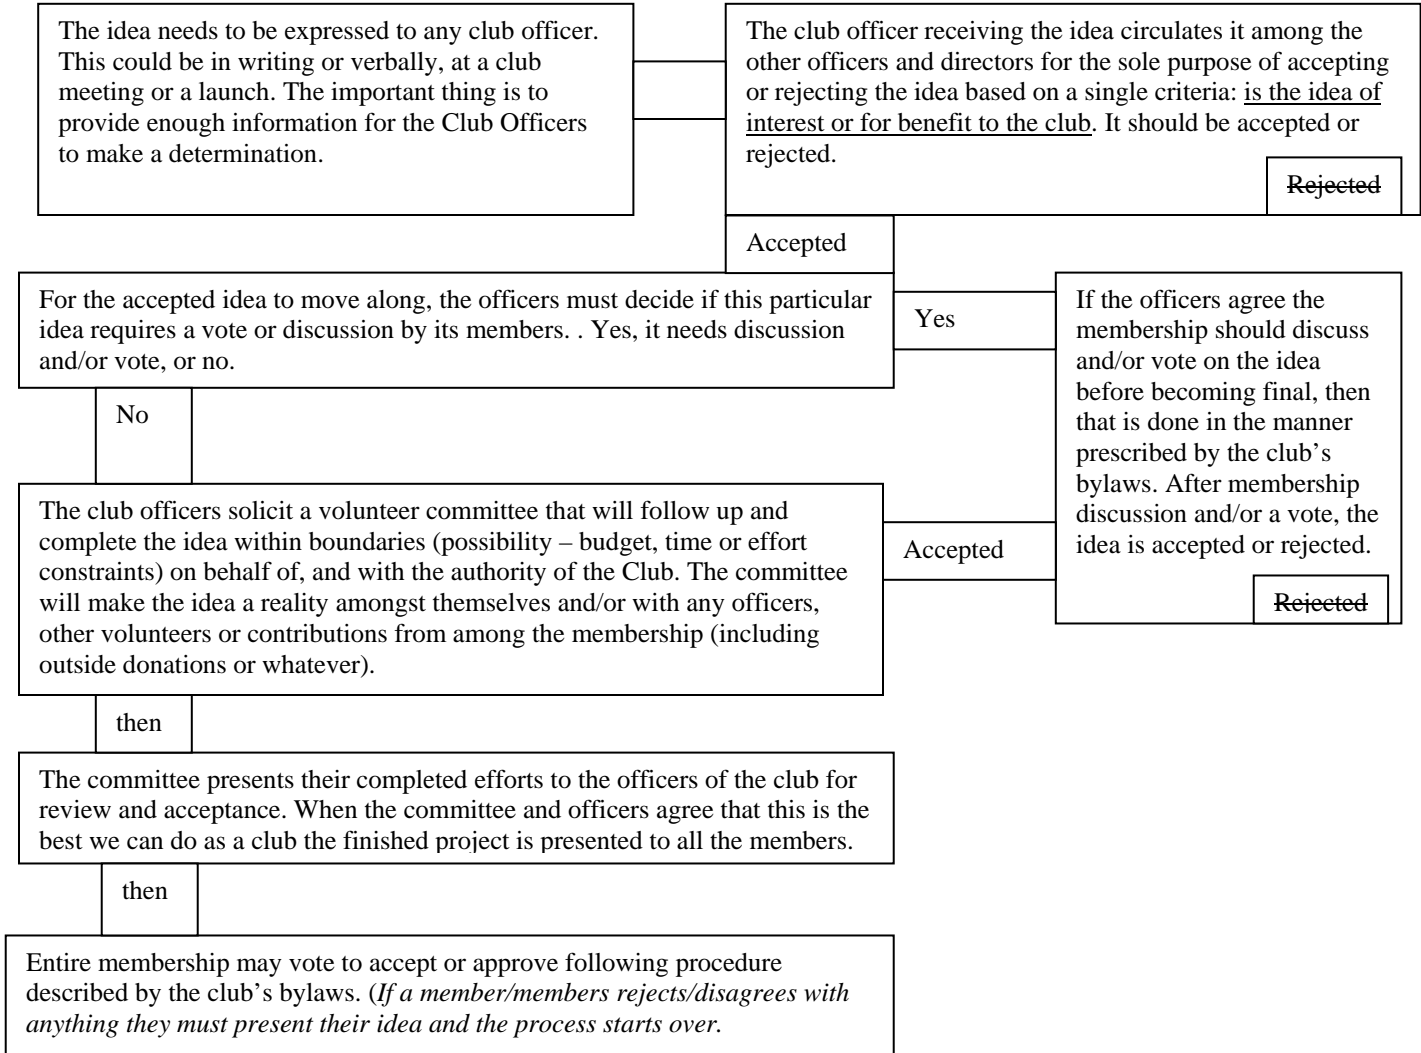 The idea needs to be expressed to any club officer.
This could be in writing or verbally, at a club
meeting or a launch. The important thing is to
provide enough information for the Club Officers
to make a determination.
The club officer receiving the idea circulates it among the
other officers and directors for the sole purpose of accepting
or rejecting the idea based on a single criteria: is the idea of
interest or for benefit to the club. It should be accepted or
rejected.
Rejected
Accepted
For the accepted idea to move along, the officers must decide if this particular
idea requires a vote or discussion by its members. . Yes, it needs discussion
and/or vote, or no.
Yes
If the officers agree the
membership should discuss
and/or vote on the idea
before becoming final, then
that is done in the manner
prescribed by the club’s
bylaws. After membership
discussion and/or a vote, the
idea is accepted or rejected.
Rejected
No
Accepted
The club officers solicit a volunteer committee that will follow up and
complete the idea within boundaries (possibility – budget, time or effort
constraints) on behalf of, and with the authority of the Club. The committee
will make the idea a reality amongst themselves and/or with any officers,
other volunteers or contributions from among the membership (including
outside donations or whatever).
then
The committee presents their completed efforts to the officers of the club for
review and acceptance. When the committee and officers agree that this is the
best we can do as a club the finished project is presented to all the members.
then
Entire membership may vote to accept or approve following procedure
described by the club’s bylaws. (If a member/members rejects/disagrees with
anything they must present their idea and the process starts over.